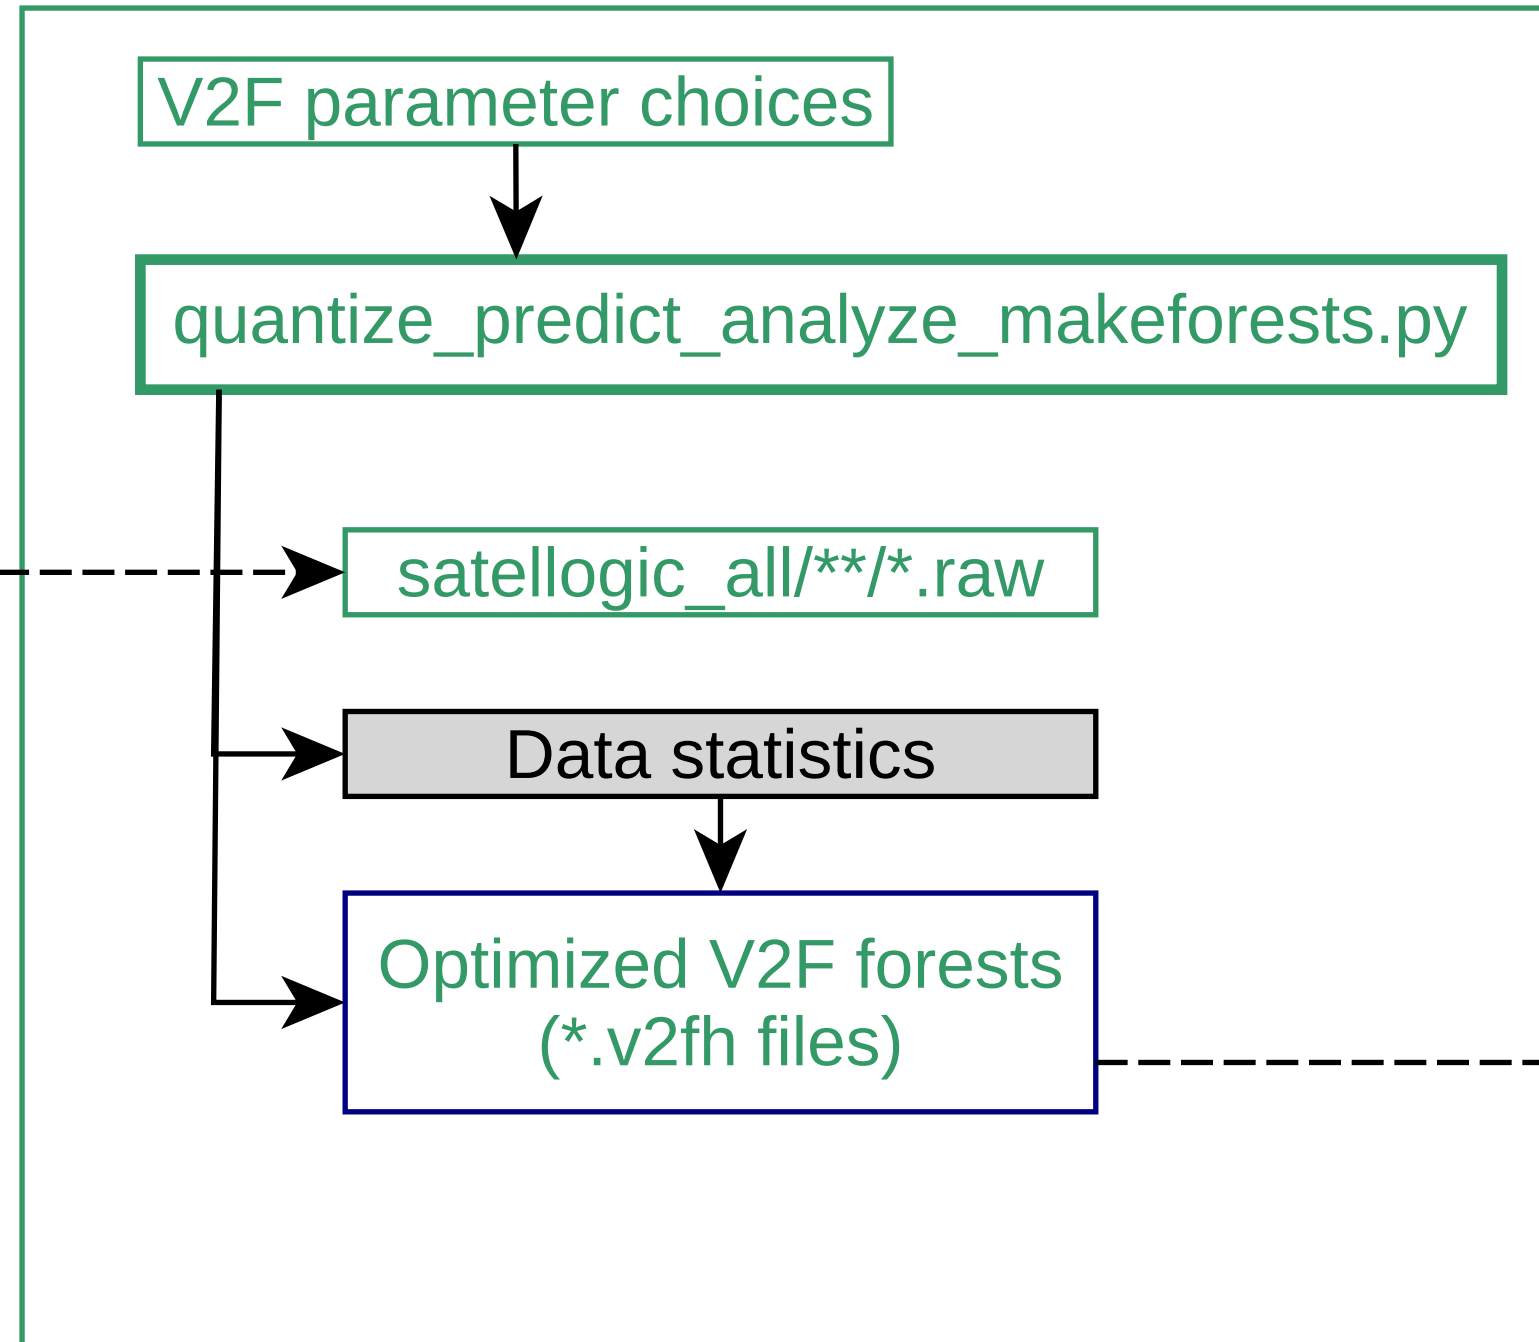 V2F parameter choices
quantize_predict_analyze_makeforests.py
satellogic_all/**/*.raw
Data statistics
Optimized V2F forests
(*.v2fh files)